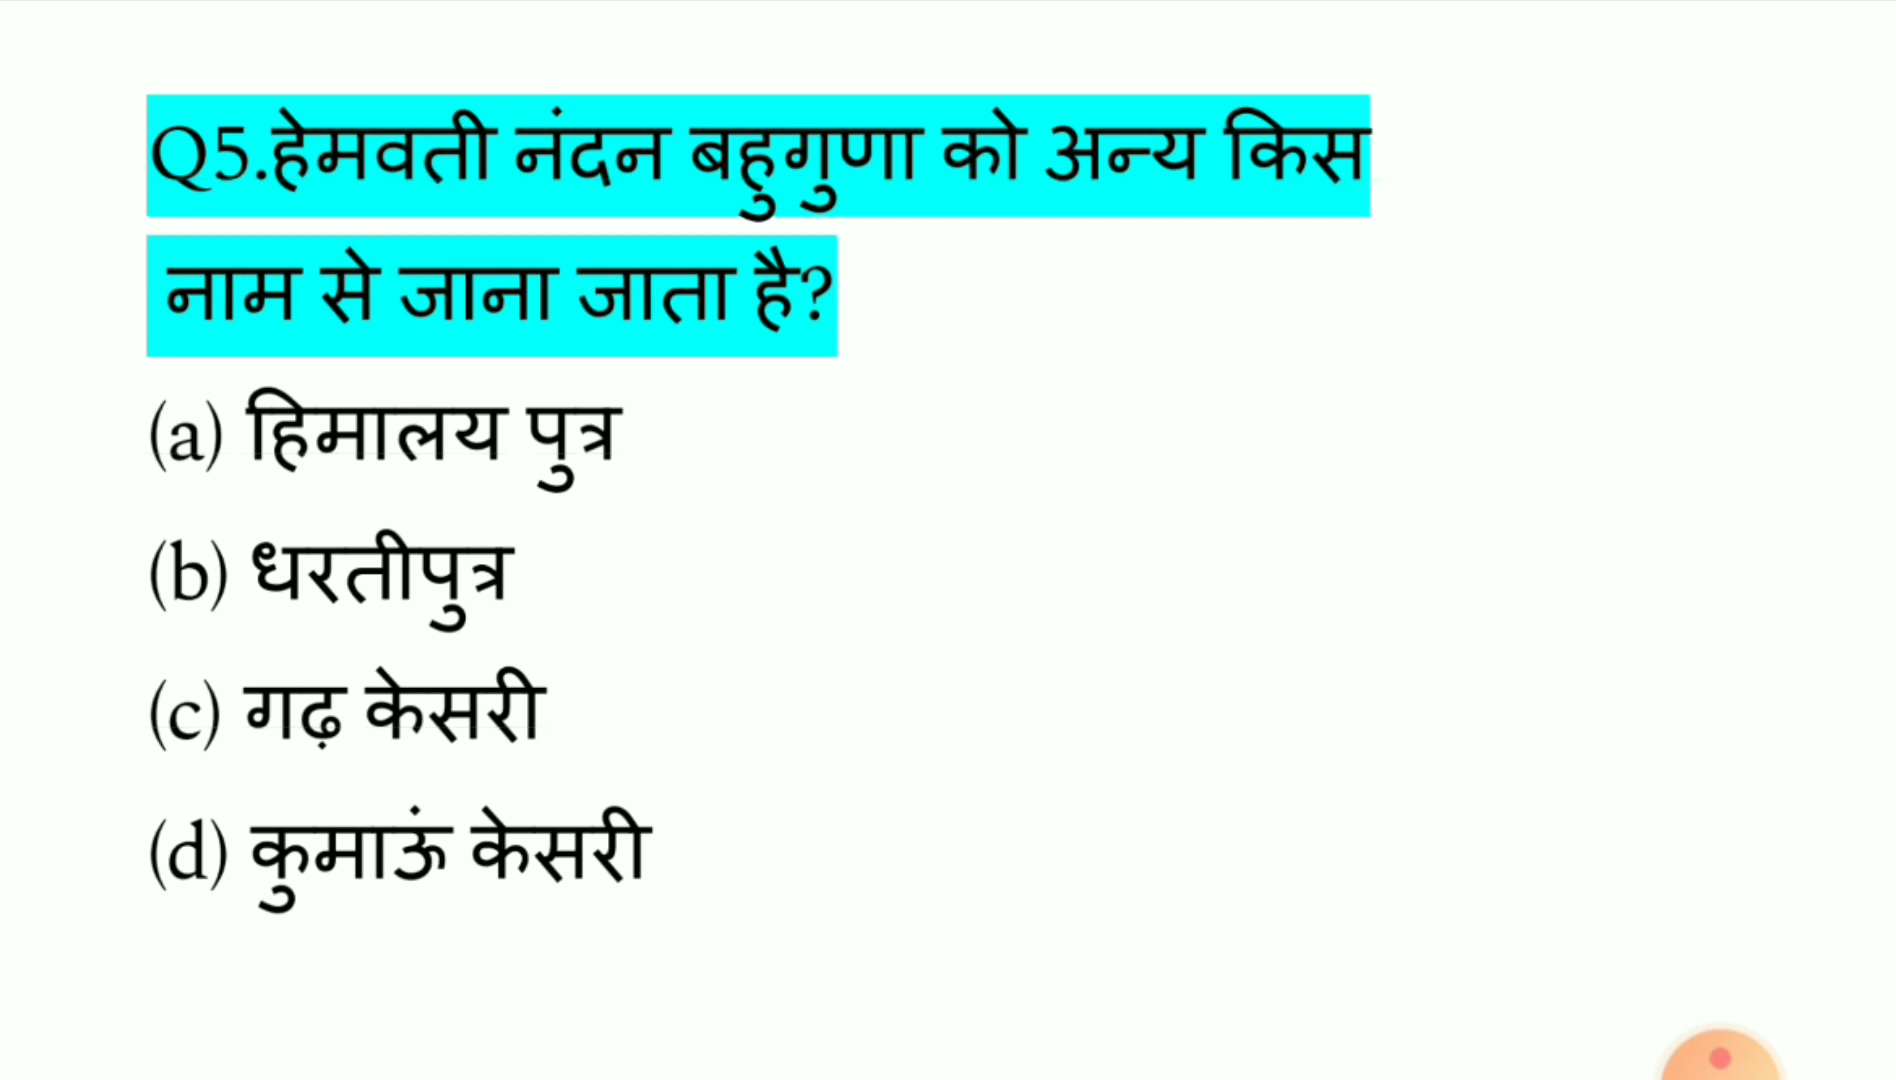 Q5.हेमवती नंदन बहुगुणा को अन्य किस
नाम से जाना जाता है?
(a) हिमालय पुत्र
(b) धरतीपुत्र
(c) गढ़ केसरी
(d) कुमाऊं केसरी